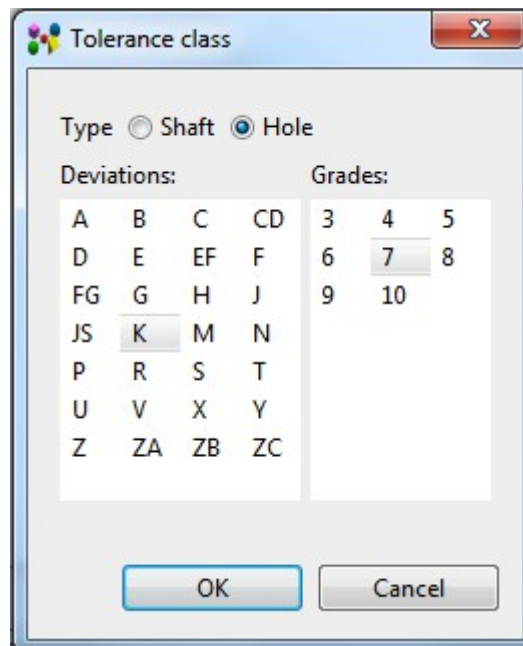 Tolerance class
Type Shaft Hole
Deviations: Grades:
A B C CD 3 4 5
D E EF F 6 7 8
FG G H J 9 10
JS K M N
P R S T
U V X Y
Z ZA ZB ZC
OK Cancel